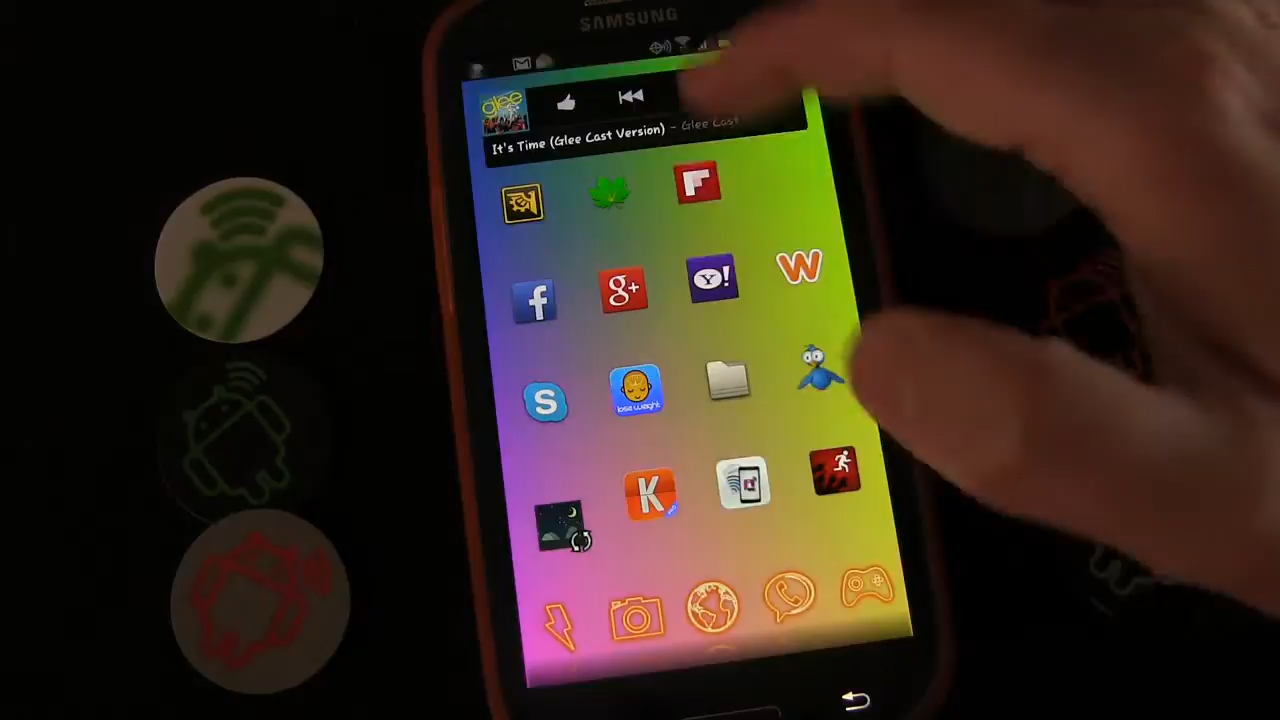 SAMSUNG
glee
It's Time (Glee Cast Version) - Glee Cast
F
f
g+
Y!
W
S
lose weight
K